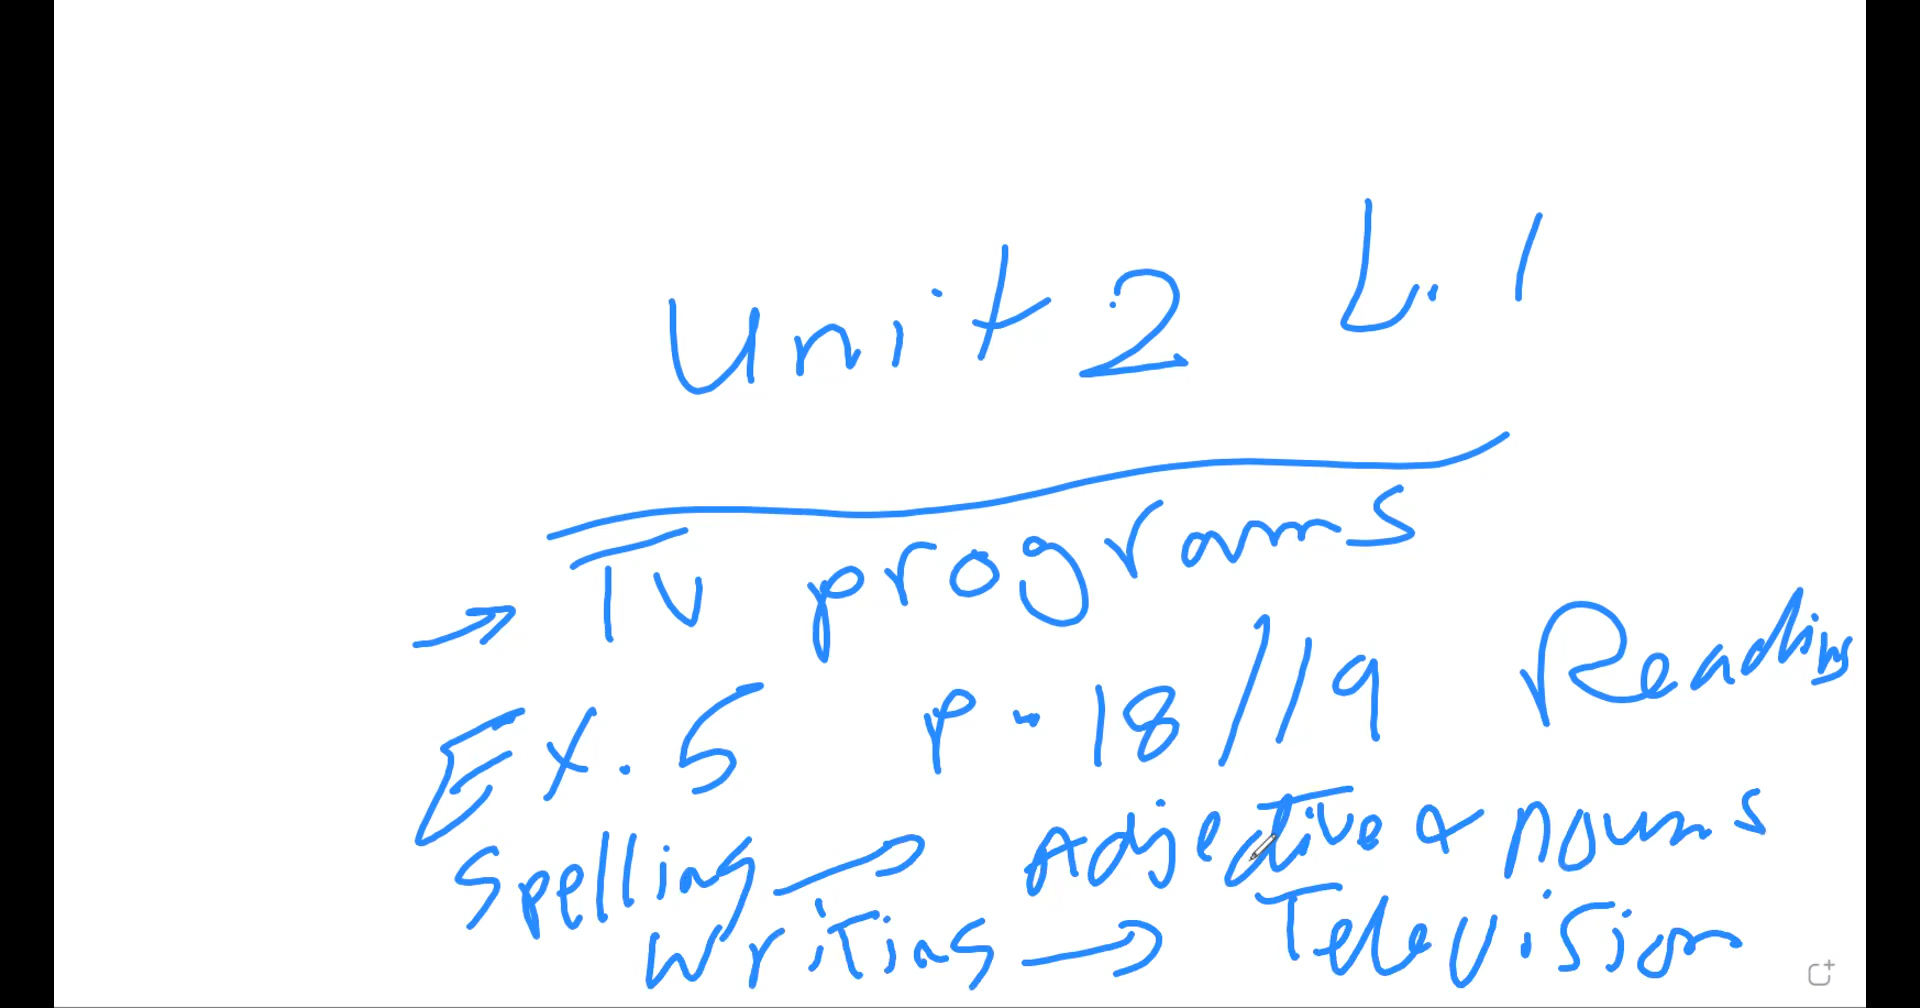 Unit 2 L.1
→ TV programs
Ex. 5 P. 18//19 Reading
Spelling → Adjective & nouns
Writing → Television